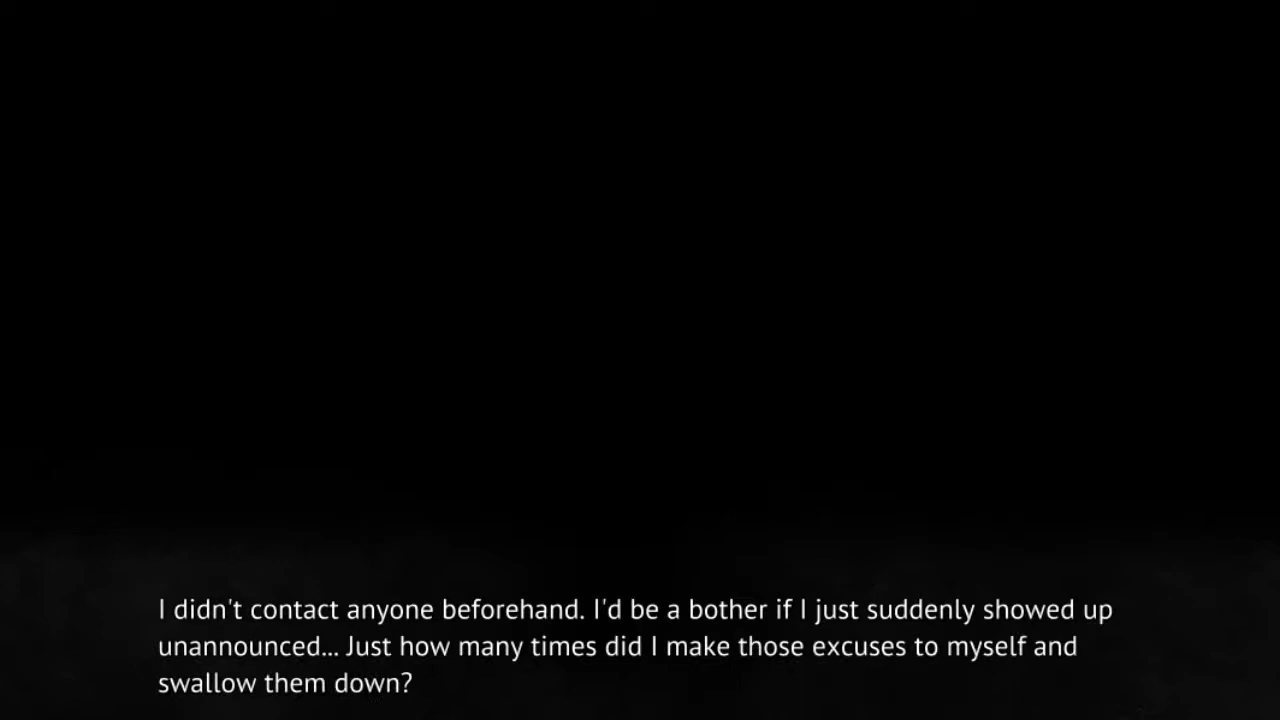 I didn't contact anyone beforehand. I'd be a bother if I just suddenly showed up
unannounced... Just how many times did I make those excuses to myself and
swallow them down?